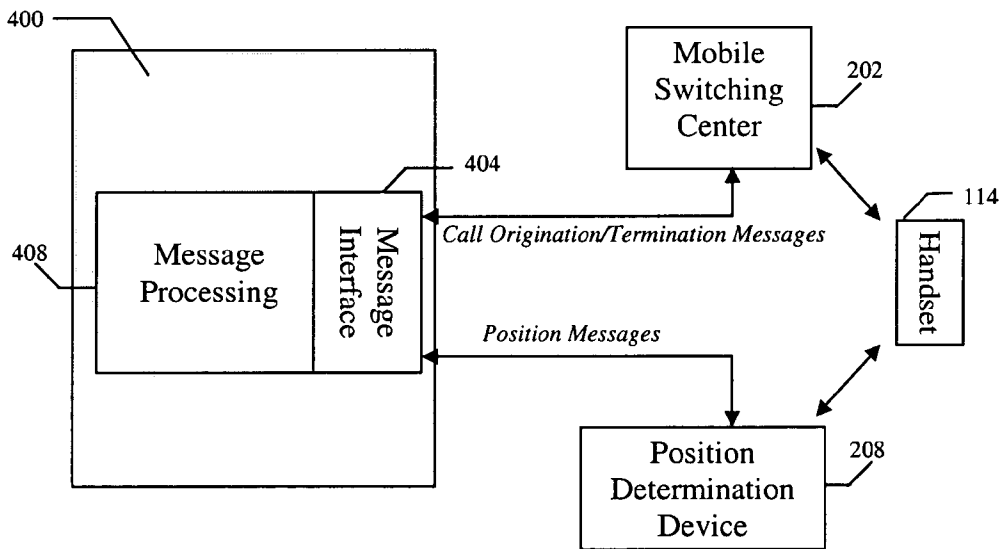 400
Mobile
Switching
Center
202
404
114
Message
Processing
Message
Interface
Call Origination/Termination Messages
Handset
408
Position Messages
Position
Determination
Device
208